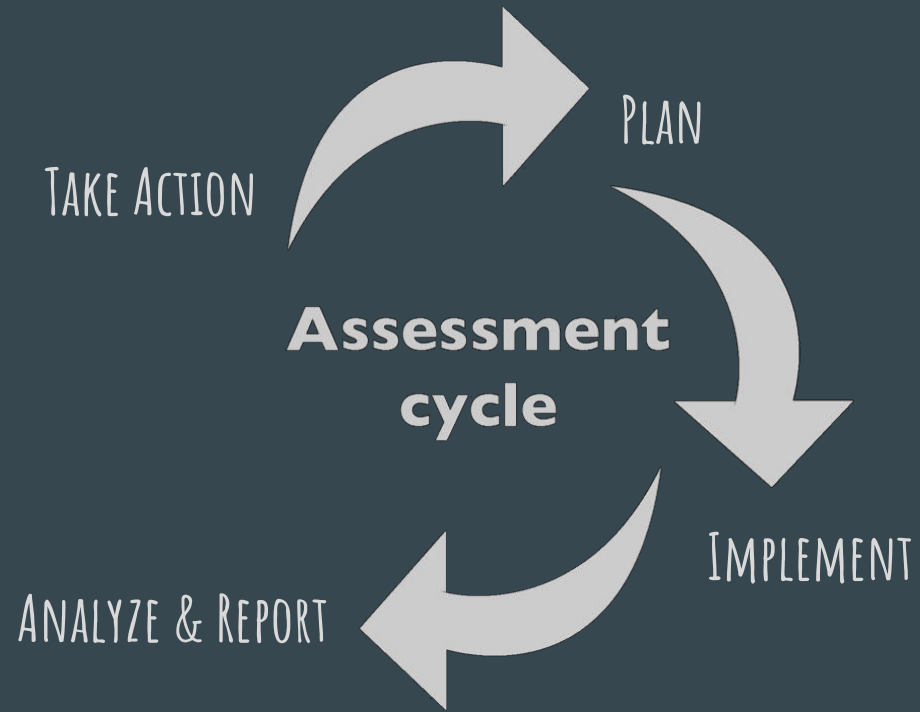 Plan
Take Action
Assessment
cycle
Implement
Analyze & Report